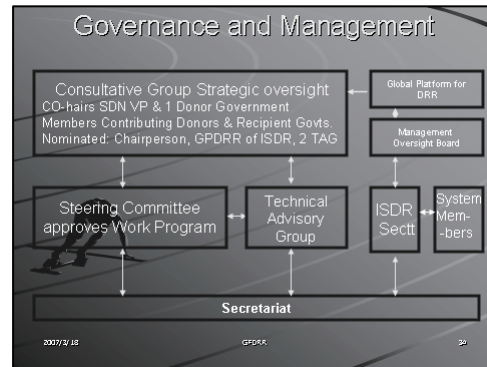 Governance and Management
Consultative Group Strategic oversight
CO-hairs SDN VP & 1 Donor Government
Members Contributing Donors & Recipient Govts.
Nominated: Chairperson, GPDRR of ISDR, 2 TAG
Global Platform for
DRR
Management
Oversight Board
Steering Committee
approves Work Program
Technical
Advisory
Group
ISDR
Sectt
System
Mem-
-bers
Secretariat
2007/3/18
GFDRR